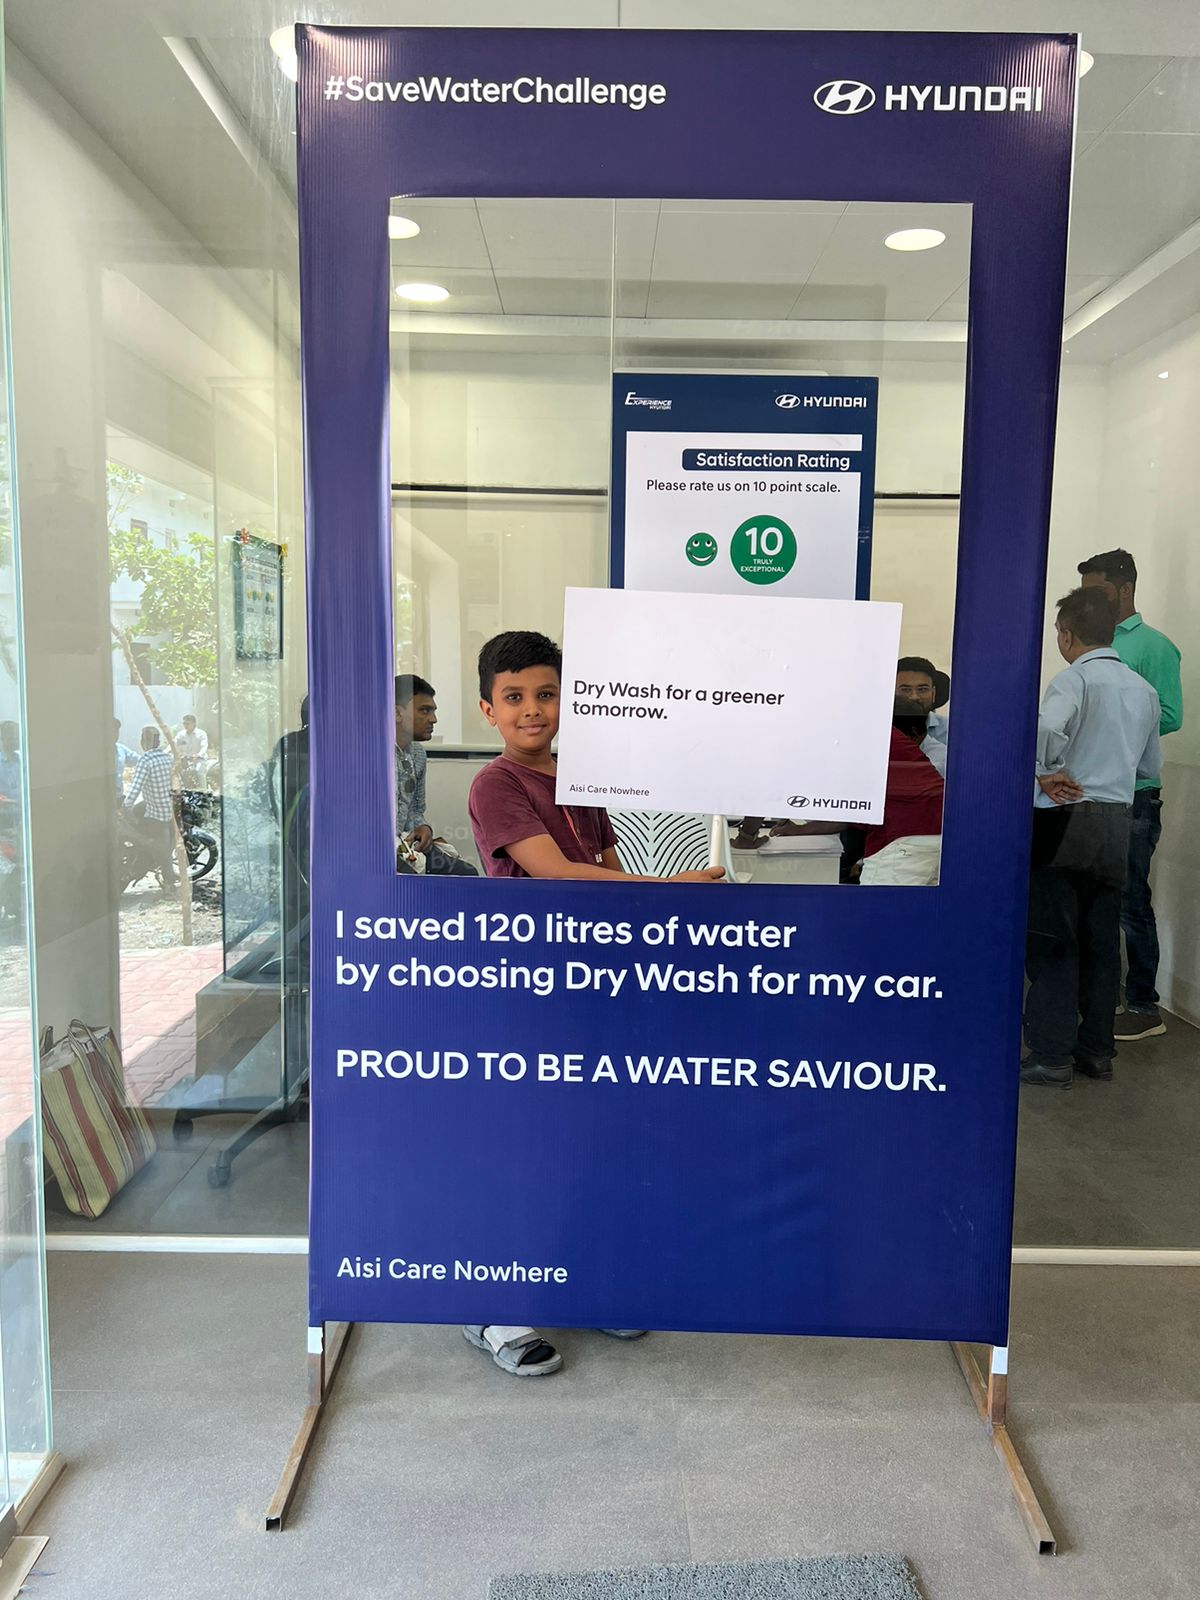 #SaveWaterChallenge
HYUNDAI
EXPERIENCE
HYUNDAI
HYUNDAI
Satisfaction Rating
Please rate us on 10 point scale.
10
TRULY
EXCEPTIONAL
Dry Wash for a greener
tomorrow.
Aisi Care Nowhere
HYUNDAI
I saved 120 litres of water
by choosing Dry Wash for my car.
PROUD TO BE A WATER SAVIOUR.
Aisi Care Nowhere